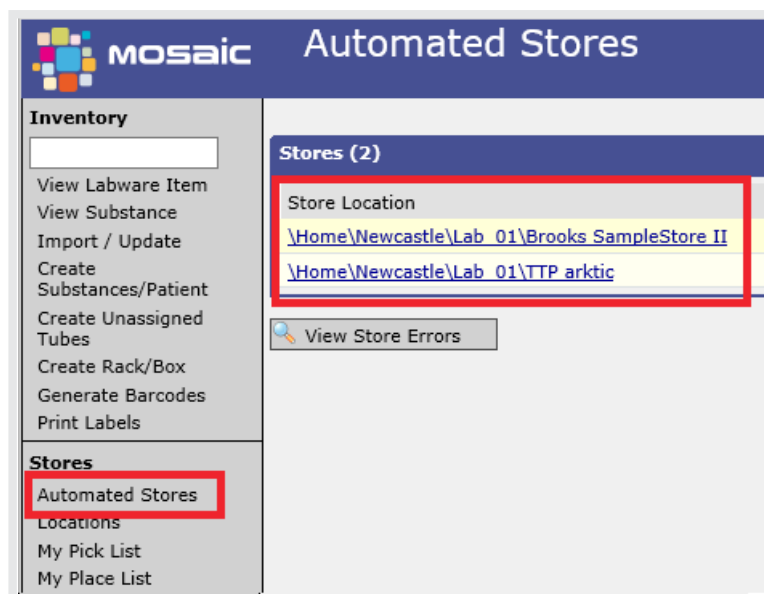 mosaic
Automated Stores
Inventory
View Labware Item
View Substance
Import / Update
Create
Substances/Patient
Create Unassigned
Tubes
Create Rack/Box
Generate Barcodes
Print Labels
Stores
Automated Stores
Locations
My Pick List
My Place List
Stores (2)
Store Location
\Home\Newcastle\Lab_01\Brooks SampleStore II
\Home\Newcastle\Lab_01\TTP arktic
View Store Errors